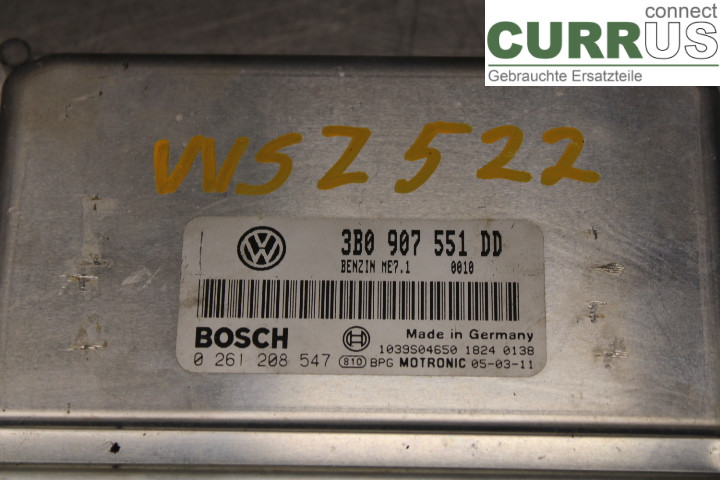 connect
CURRUS
Gebrauchte Ersatzteile
WSZ 522
3B0 907 551 DD
BENZIN ME7.1 0010
BOSCH
Made in Germany
1039S04650 1824 0138
0 261 208 547 810 BPG MOTRONIC 05-03-11